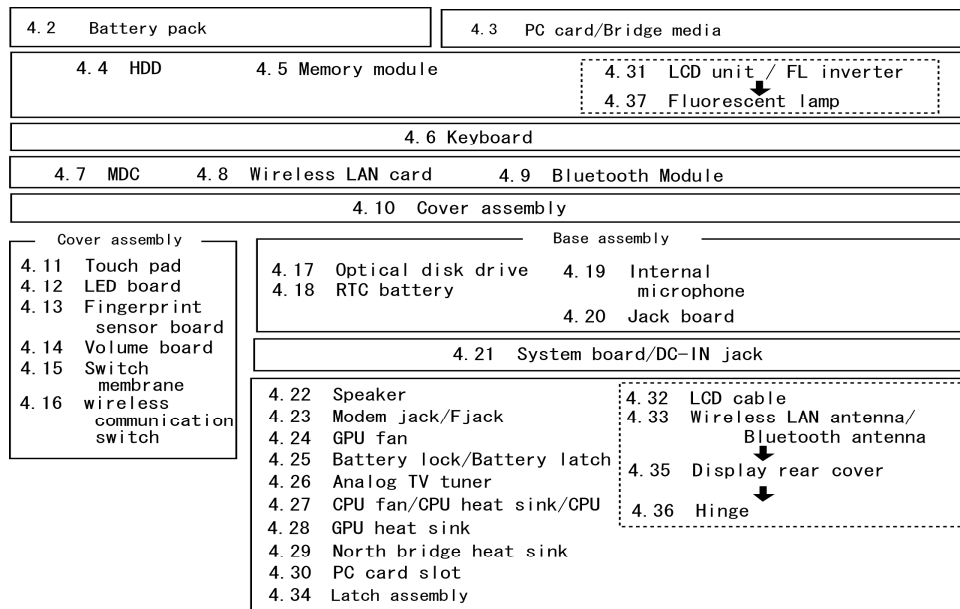 4.2 Battery pack
4.3 PC card/Bridge media
4.4 HDD 4.5 Memory module
4.31 LCD unit / FL inverter
4.37 Fluorescent lamp
4.6 Keyboard
4.7 MDC 4.8 Wireless LAN card 4.9 Bluetooth Module
4.10 Cover assembly
Cover assembly
4.11 Touch pad
4.12 LED board
4.13 Fingerprint
sensor board
4.14 Volume board
4.15 Switch
membrane
4.16 wireless
communication
switch
Base assembly
4.17 Optical disk drive
4.18 RTC battery
4.19 Internal
microphone
4.20 Jack board
4.21 System board/DC-IN jack
4.22 Speaker
4.23 Modem jack/Fjack
4.24 GPU fan
4.25 Battery lock/Battery latch
4.26 Analog TV tuner
4.27 CPU fan/CPU heat sink/CPU
4.28 GPU heat sink
4.29 North bridge heat sink
4.30 PC card slot
4.34 Latch assembly
4.32 LCD cable
4.33 Wireless LAN antenna/
Bluetooth antenna
4.35 Display rear cover
4.36 Hinge